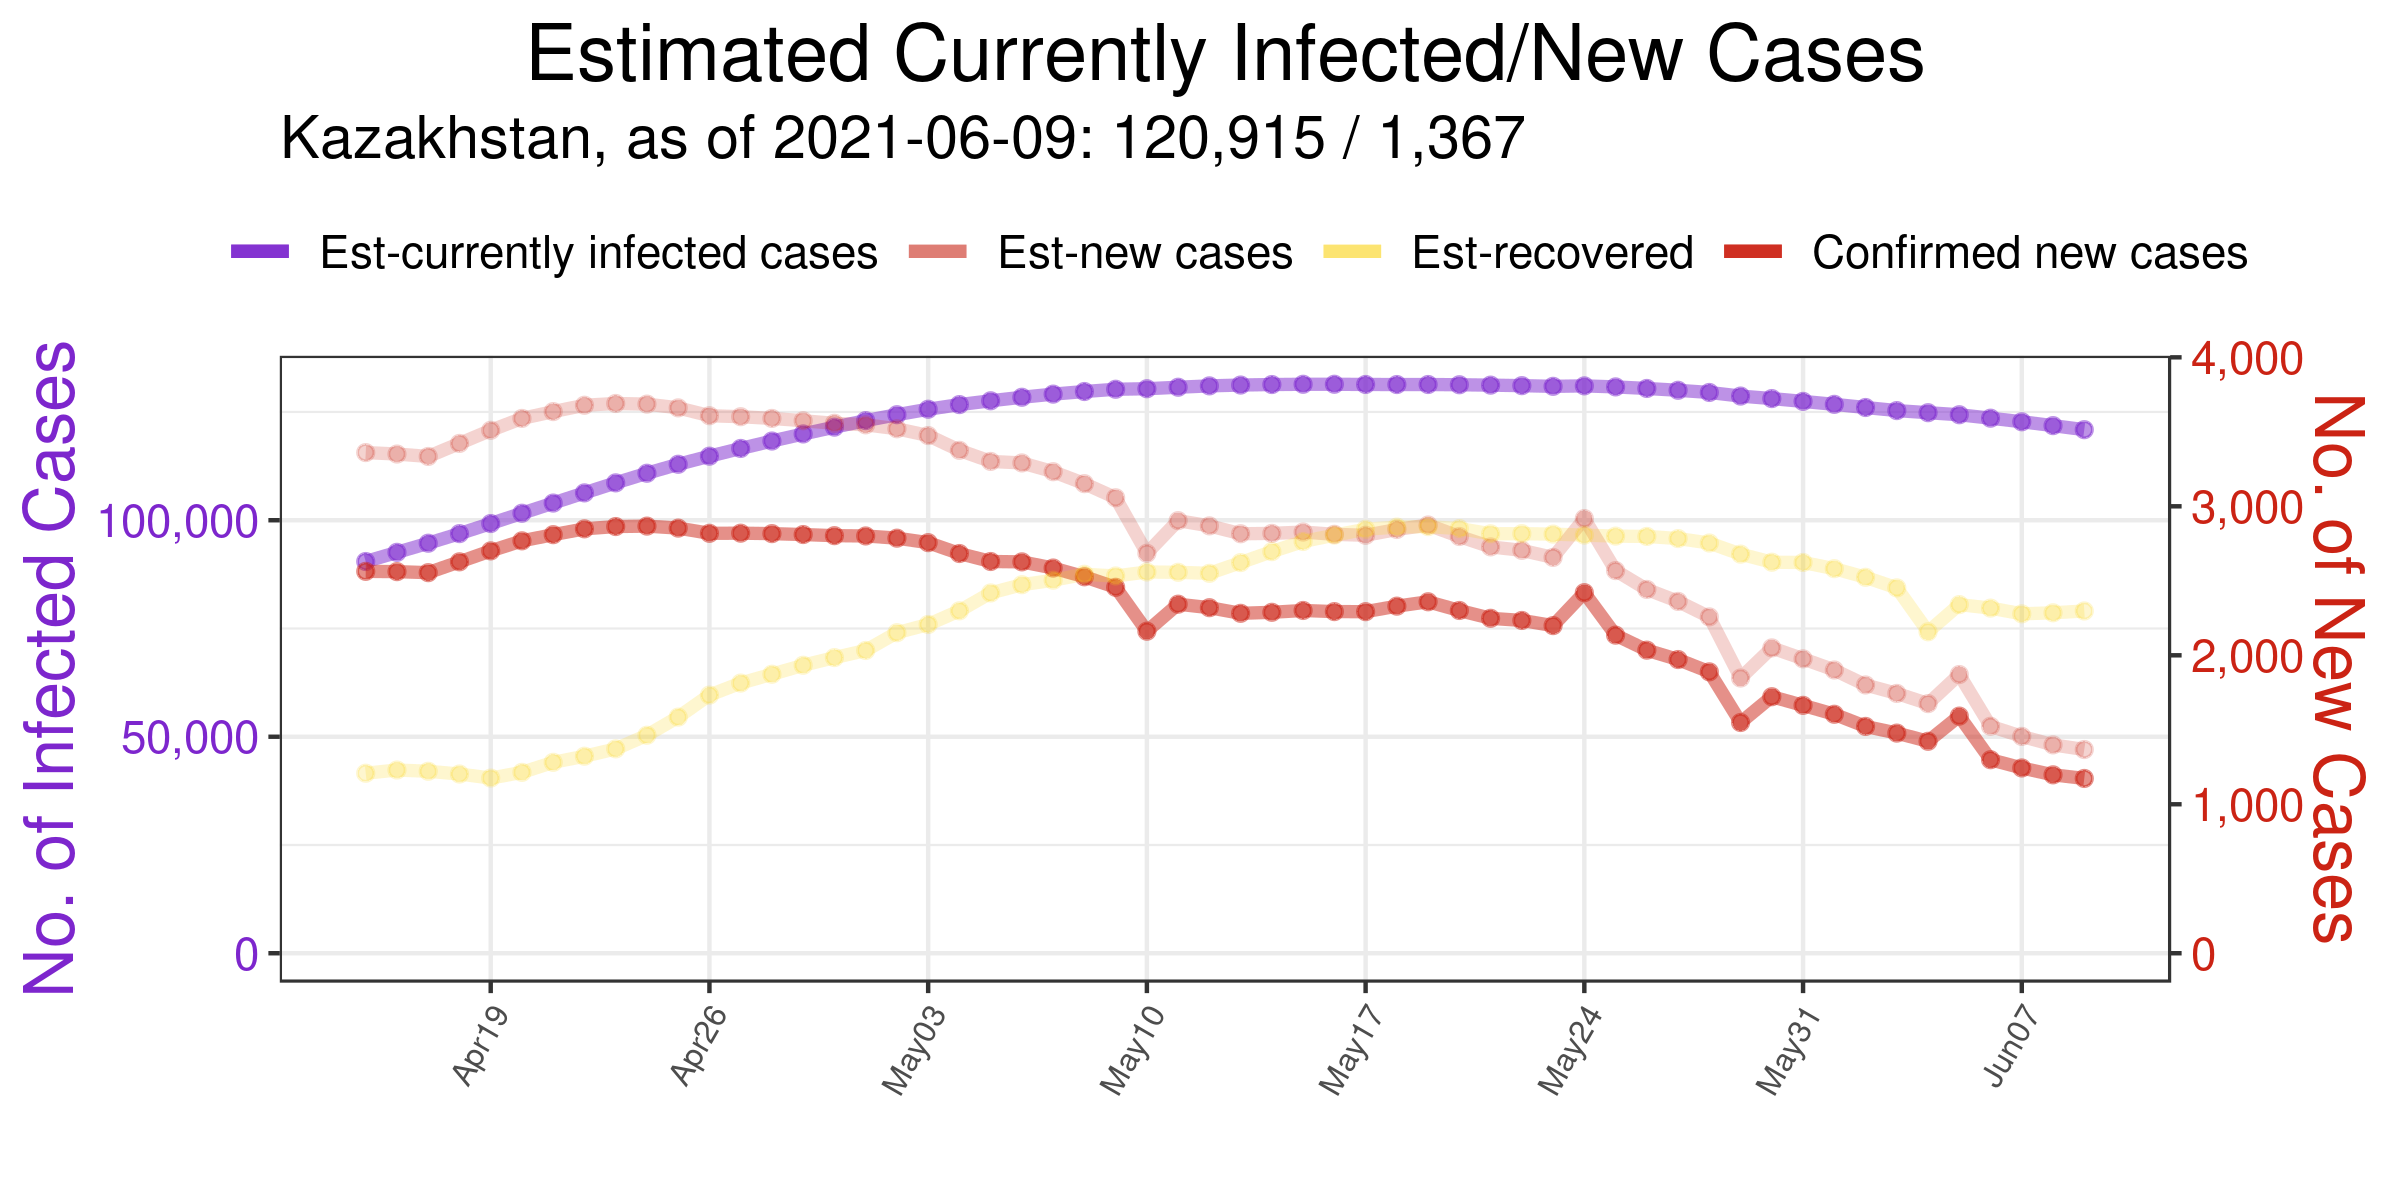 Estimated Currently Infected/New Cases
Kazakhstan, as of 2021-06-09: 120,915 / 1,367
Est-currently infected cases Est-new cases Est-recovered Confirmed new cases
No. of Infected Cases
100,000
50,000
0
4,000
3,000
2,000
1,000
0
No. of New Cases
Apr19 Apr26 May03 May10 May17 May24 May31 Jun07